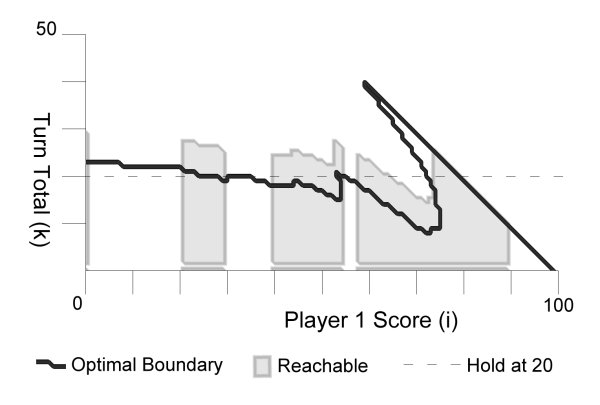 50
Turn Total (k)
0
100
Player 1 Score (i)
Optimal Boundary
Reachable
Hold at 20